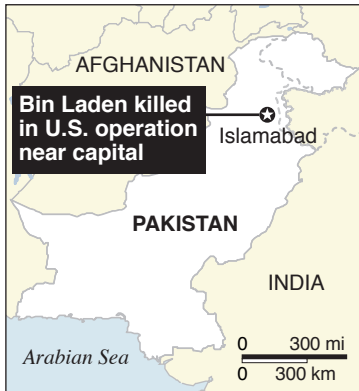 AFGHANISTAN
Bin Laden killed
in U.S. operation
near capital
Islamabad
PAKISTAN
INDIA
Arabian Sea
0 300 mi
0 300 km